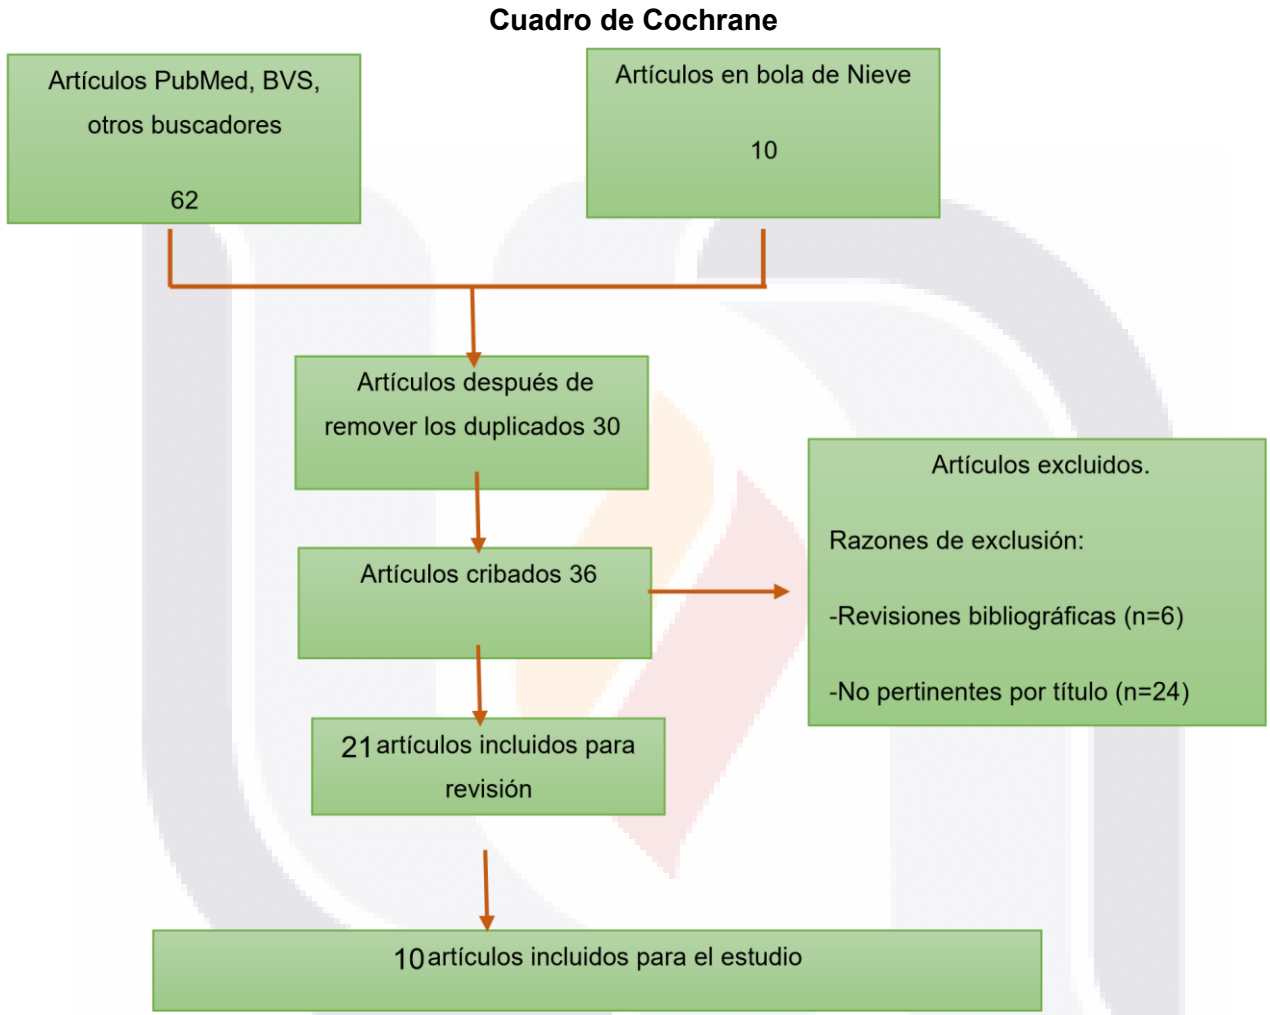 Cuadro de Cochrane
Artículos PubMed, BVS,
otros buscadores
62
Artículos en bola de Nieve
10
Artículos después de
remover los duplicados 30
Artículos cribados 36
Artículos excluidos.
Razones de exclusión:
-Revisiones bibliográficas (n=6)
-No pertinentes por título (n=24)
21 artículos incluidos para
revisión
10 artículos incluidos para el estudio